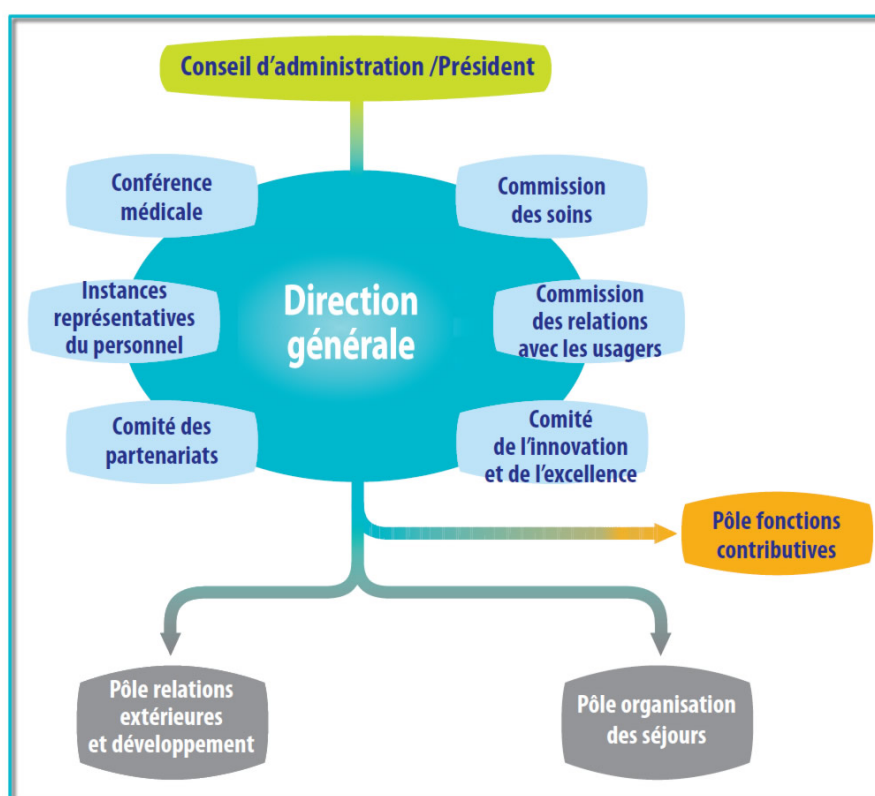 Conseil d'administration /Président
Conférence
médicale
Commission
des soins
Instances
représentatives
du personnel
Direction
générale
Commission
des relations
avec les usagers
Comité des
partenariats
Comité
de l'innovation
et de l'excellence
Pôle fonctions
contributives
Pôle relations
extérieures
et développement
Pôle organisation
des séjours